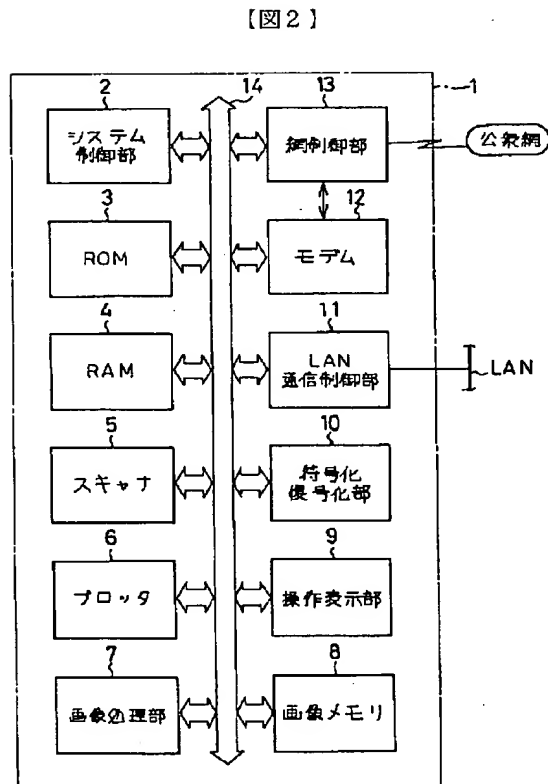 【図2】
2
システム
制御部
14
13
網制御部
1
公衆網
3
ROM
12
モデム
4
RAM
11
LAN
通信制御部
LAN
5
スキャナ
10
符号化
復号化部
6
プロッタ
9
操作表示部
7
画像処理部
8
画像メモリ